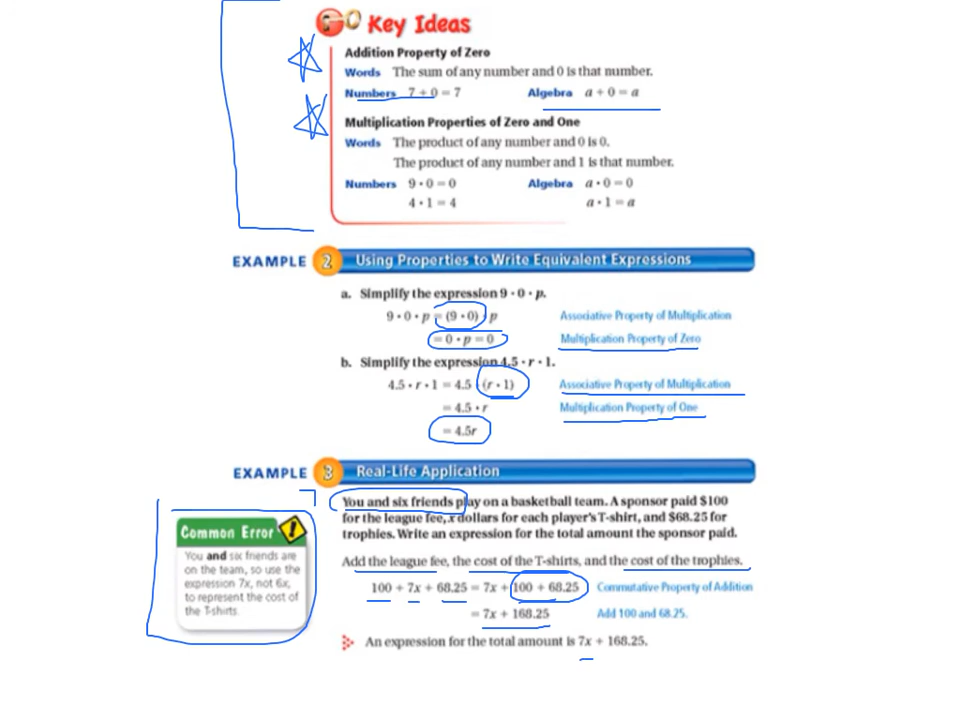 Key Ideas
Addition Property of Zero
Words The sum of any number and 0 is that number.
Numbers 7 + 0 = 7 Algebra a + 0 = a
Multiplication Properties of Zero and One
Words The product of any number and 0 is 0.
The product of any number and 1 is that number.
Numbers 9 · 0 = 0 Algebra a · 0 = 0
4 · 1 = 4 a · 1 = a
EXAMPLE 2 Using Properties to Write Equivalent Expressions
a. Simplify the expression 9 · 0 · p.
9 · 0 · p = (9 · 0) · p Associative Property of Multiplication
= 0 · p = 0 Multiplication Property of Zero
b. Simplify the expression 4.5 · r · 1.
4.5 · r · 1 = 4.5 · (r · 1) Associative Property of Multiplication
= 4.5 · r Multiplication Property of One
= 4.5r
EXAMPLE 3 Real-Life Application
You and six friends play on a basketball team. A sponsor paid $100
for the league fee, x dollars for each player's T-shirt, and $68.25 for
trophies. Write an expression for the total amount the sponsor paid.
Add the league fee, the cost of the T-shirts, and the cost of the trophies.
100 + 7x + 68.25 = 7x + 100 + 68.25 Commutative Property of Addition
= 7x + 168.25 Add 100 and 68.25.
An expression for the total amount is 7x + 168.25.
Common Error
You and six friends are
on the team, so use the
expression 7x, not 6x,
to represent the cost of
the T-shirts.